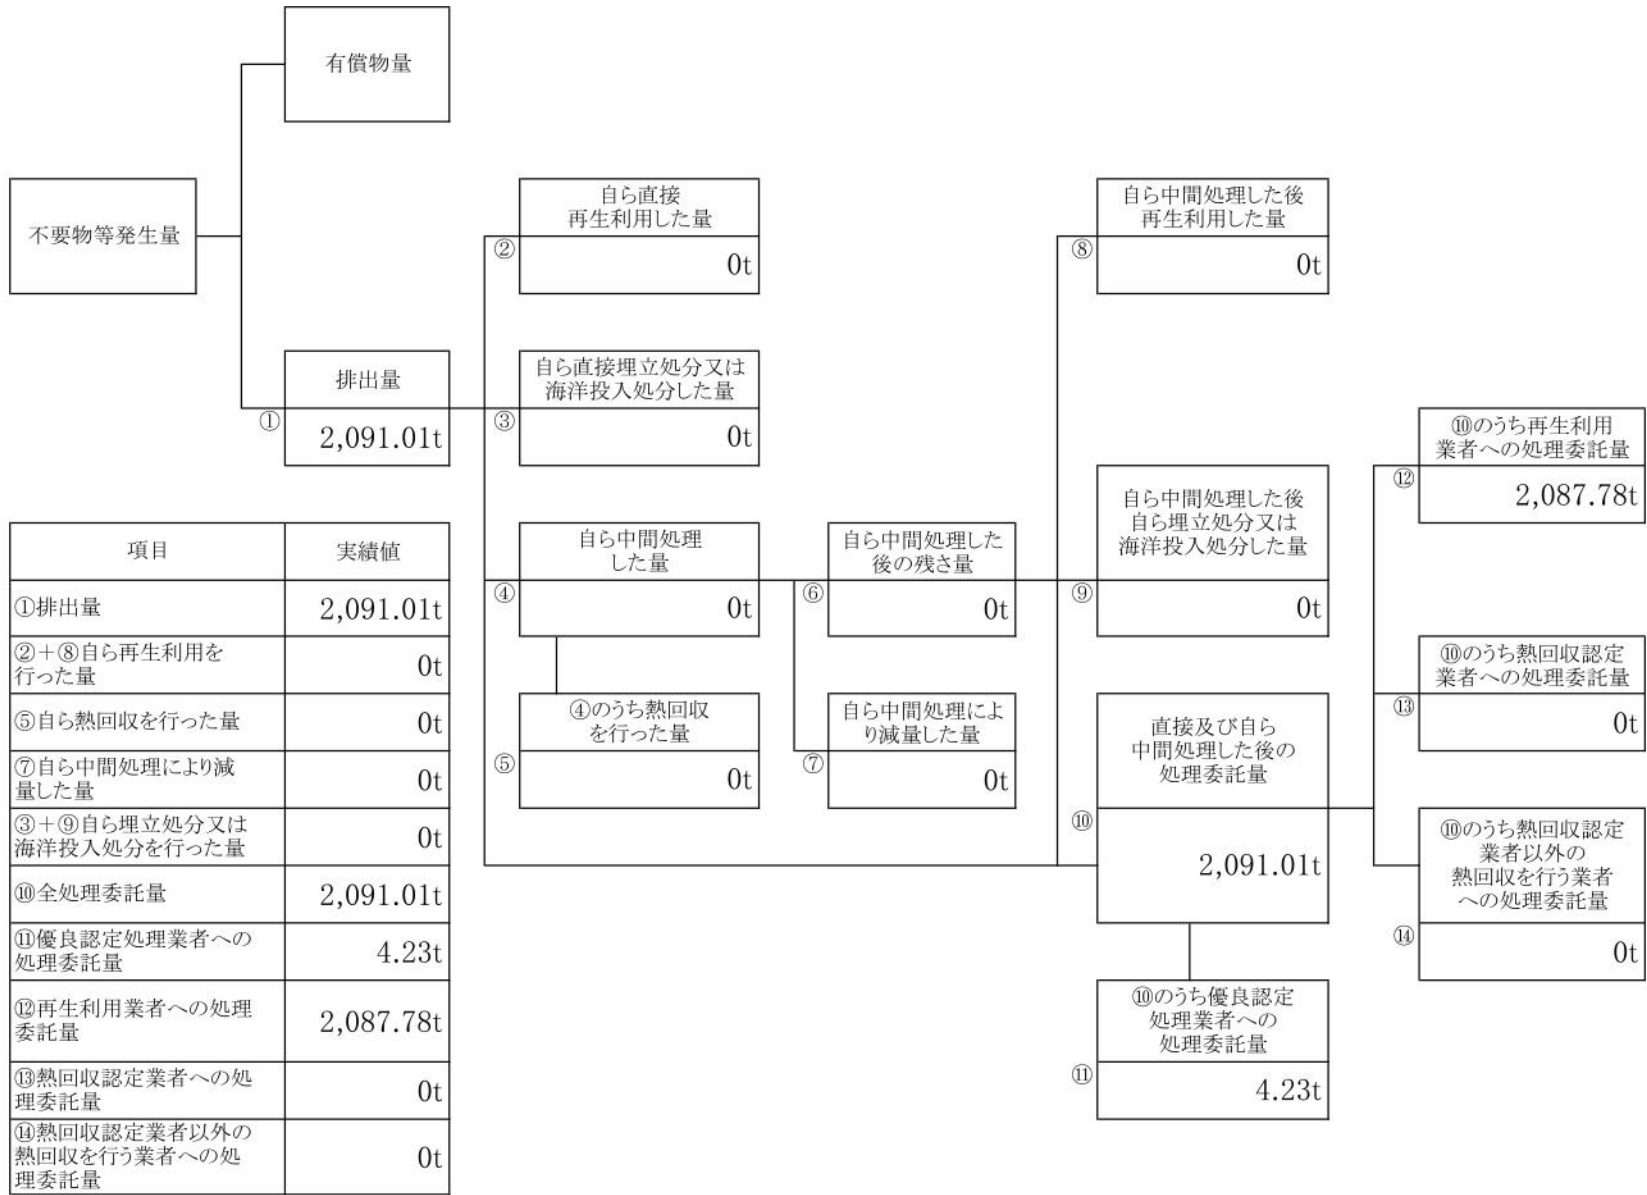 有償物量
不要物等発生量
排出量
①
2,091.01t
自ら直接
再生利用した量
②
0t
自ら直接埋立処分又は
海洋投入処分した量
③
0t
自ら中間処理
した量
④
0t
④のうち熱回収
を行った量
⑤
0t
自ら中間処理した
後の残さ量
⑥
0t
自ら中間処理によ
り減量した量
⑦
0t
自ら中間処理した後
再生利用した量
⑧
0t
自ら中間処理した後
自ら埋立処分又は
海洋投入処分した量
⑨
0t
直接及び自ら
中間処理した後の
処理委託量
⑩
2,091.01t
⑩のうち優良認定
処理業者への
処理委託量
⑪
4.23t
⑩のうち再生利用
業者への処理委託量
⑫
2,087.78t
⑩のうち熱回収認定
業者への処理委託量
⑬
0t
⑩のうち熱回収認定
業者以外の
熱回収を行う業者
への処理委託量
⑭
0t
項目 実績値
①排出量 2,091.01t
②＋⑧自ら再生利用を
行った量 0t
⑤自ら熱回収を行った量 0t
⑦自ら中間処理により減
量した量 0t
③＋⑨自ら埋立処分又は
海洋投入処分を行った量 0t
⑩全処理委託量 2,091.01t
⑪優良認定処理業者への
処理委託量 4.23t
⑫再生利用業者への処理
委託量 2,087.78t
⑬熱回収認定業者への処
理委託量 0t
⑭熱回収認定業者以外の
熱回収を行う業者への処
理委託量 0t